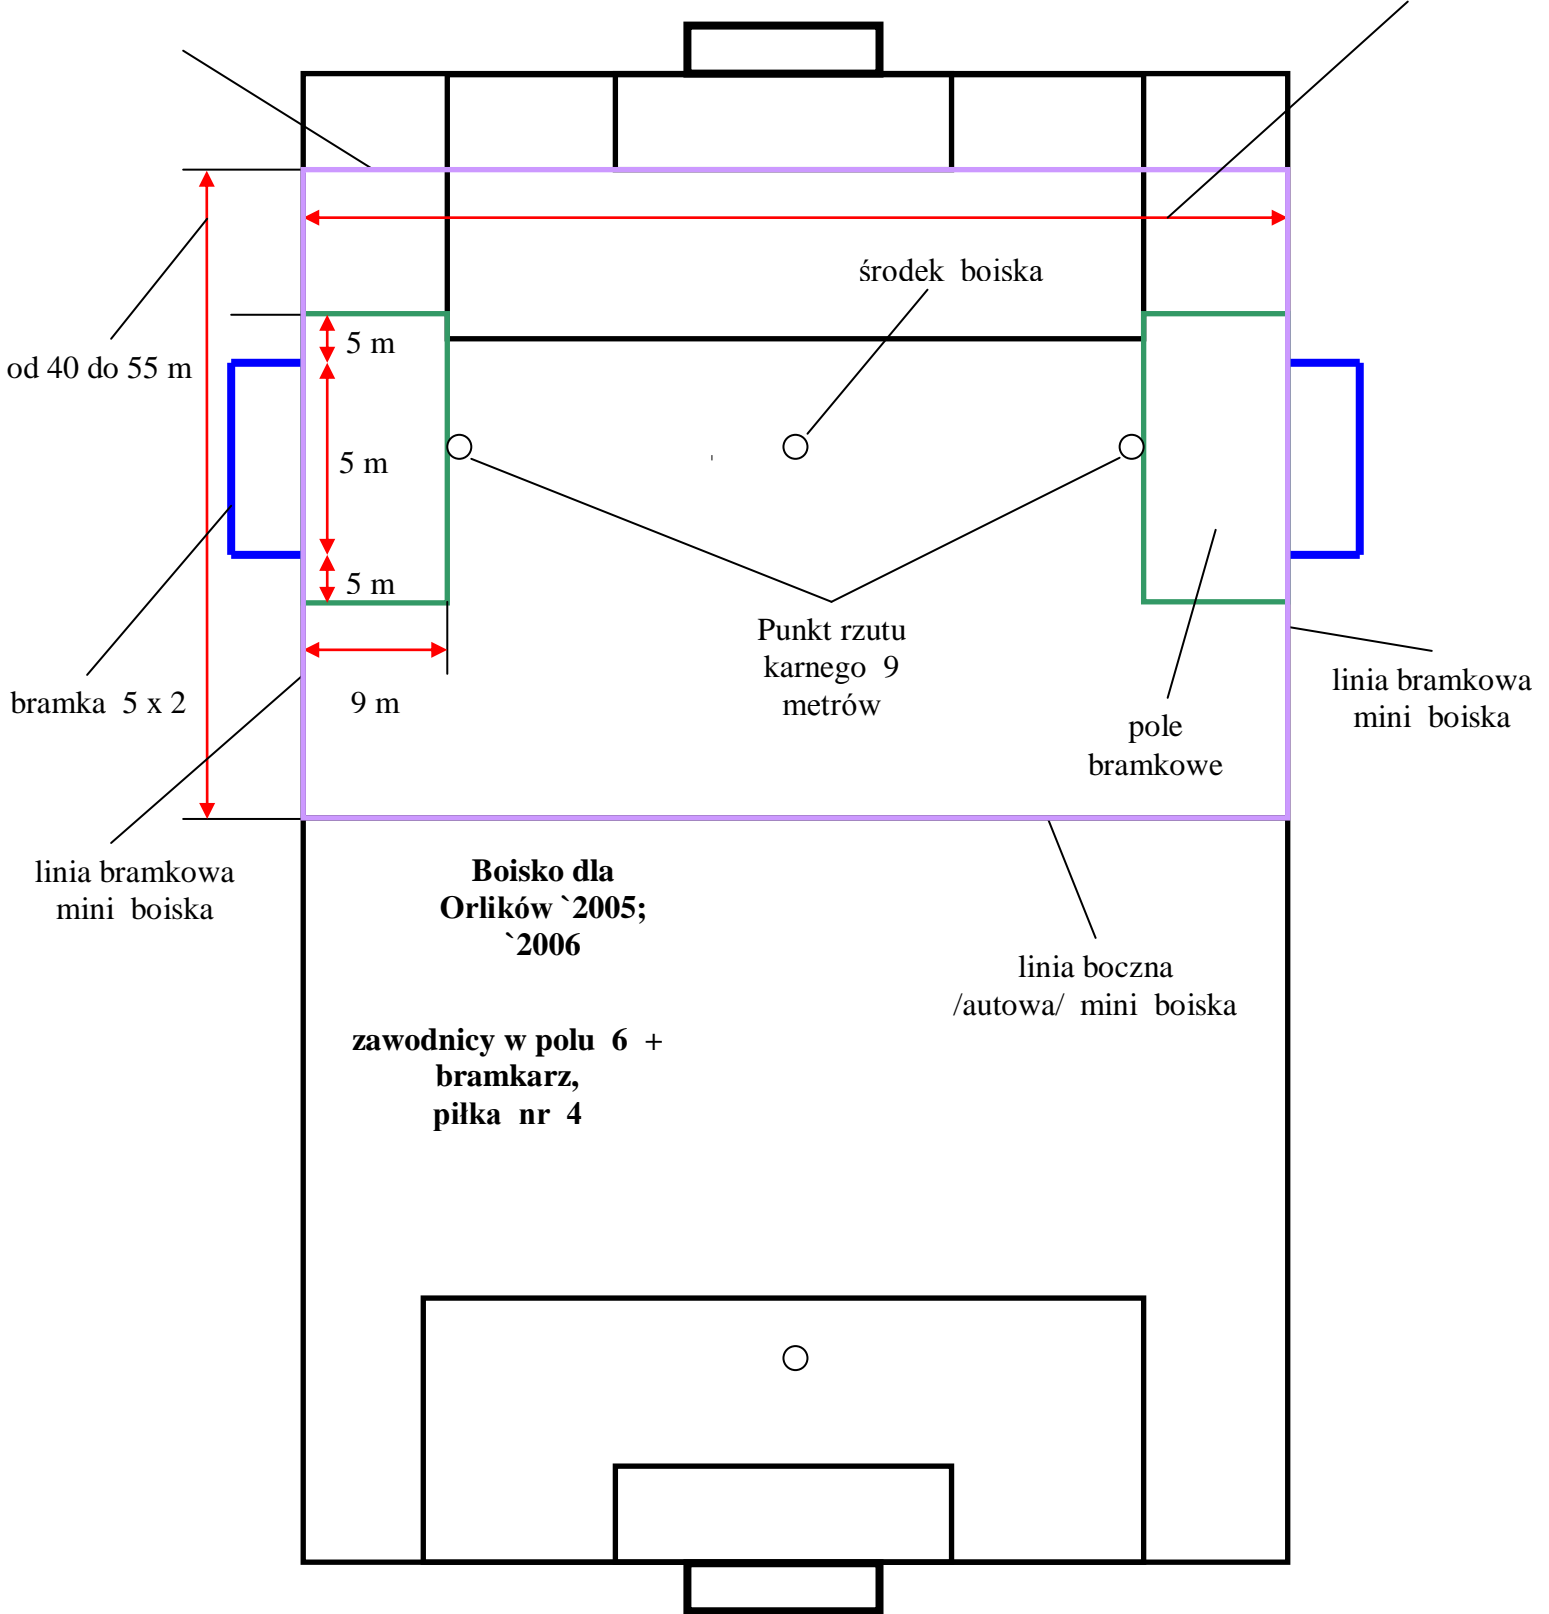 środek boiska
5 m
od 40 do 55 m
5 m
5 m
Punkt rzutu
karnego 9
metrów
bramka 5 x 2
9 m
linia bramkowa
mini boiska
pole
bramkowe
linia bramkowa
mini boiska
Boisko dla
Orlików `2005;
`2006
linia boczna
/autowa/ mini boiska
zawodnicy w polu 6 +
bramkarz,
piłka nr 4